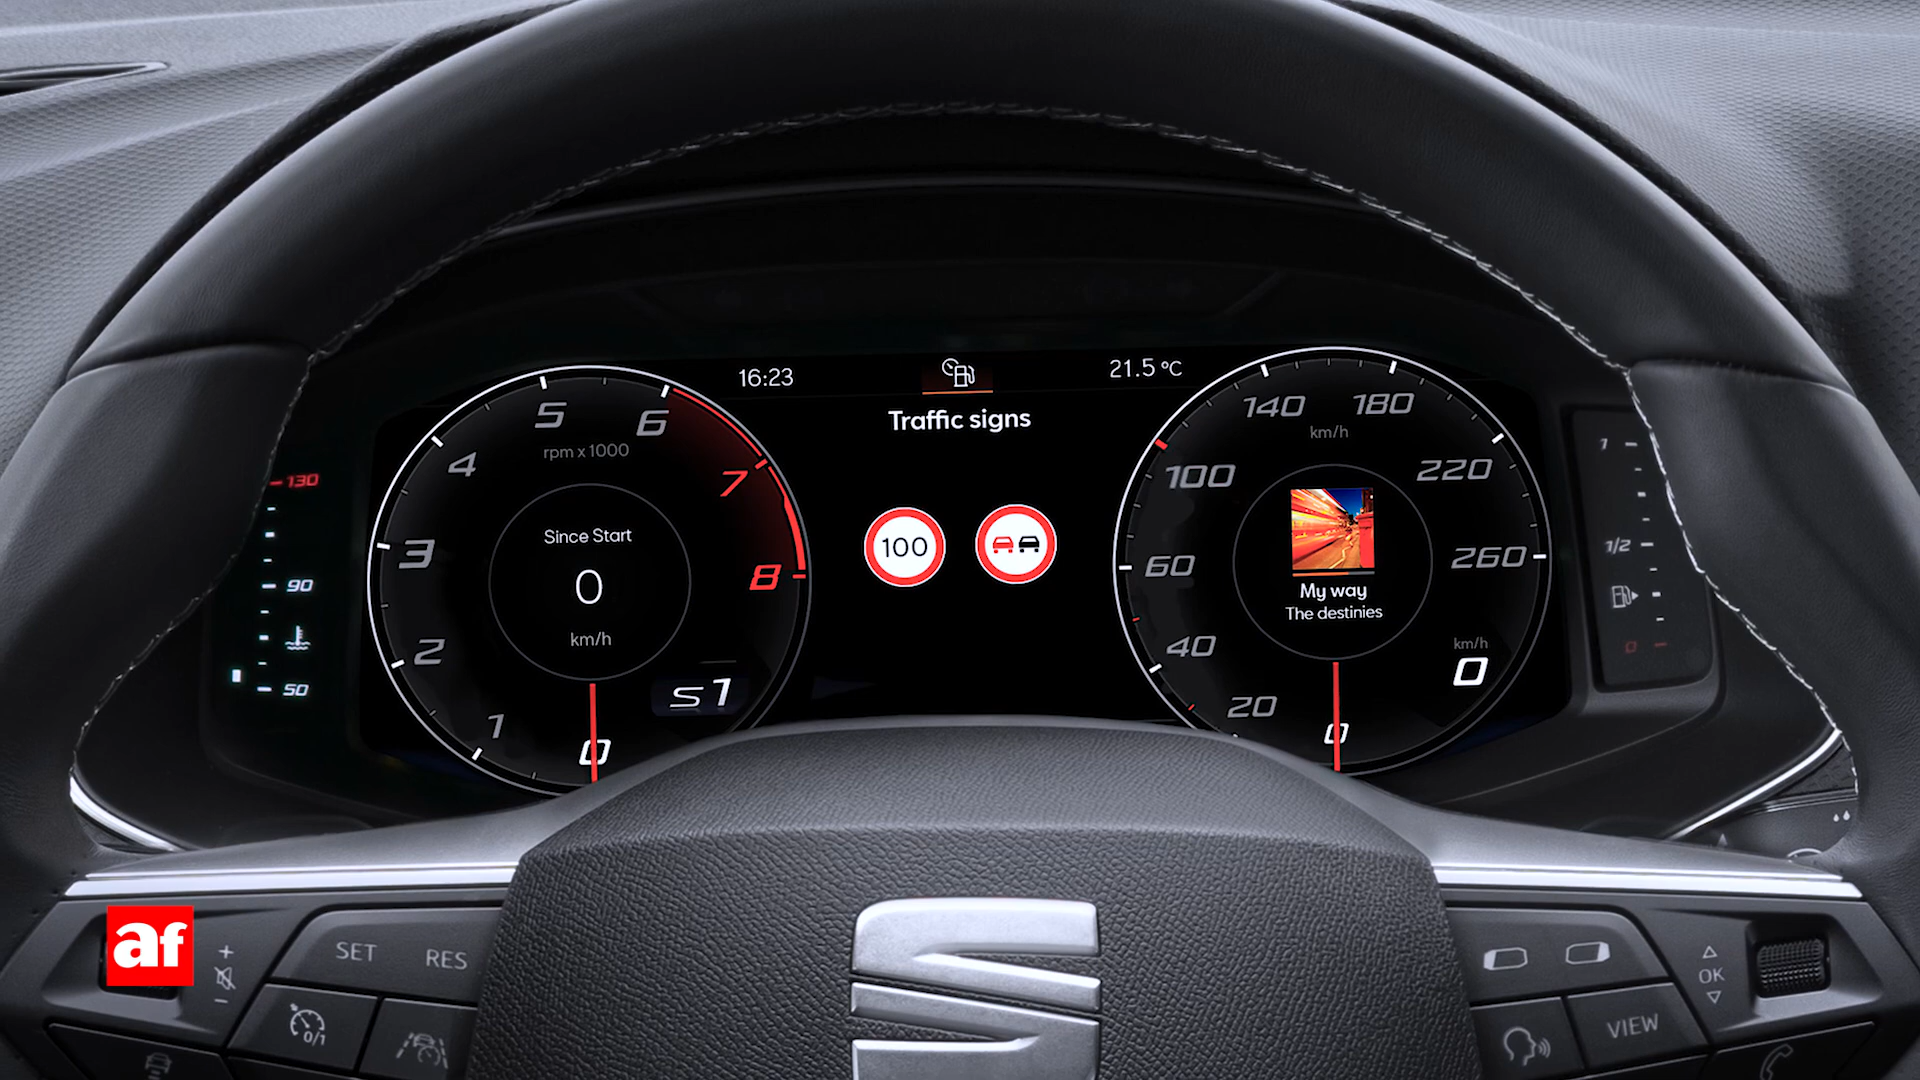 16:23
21.5 °C
Traffic signs
5
6
rpm x 1000
4
7
3
8
2
1
0
Since Start
0
km/h
S1
130
90
50
100
140
180
km/h
100
220
60
260
40
20
0
My way
The destinies
km/h
0
1
1/2
0
af
+
-
SET
RES
0/1
OK
VIEW